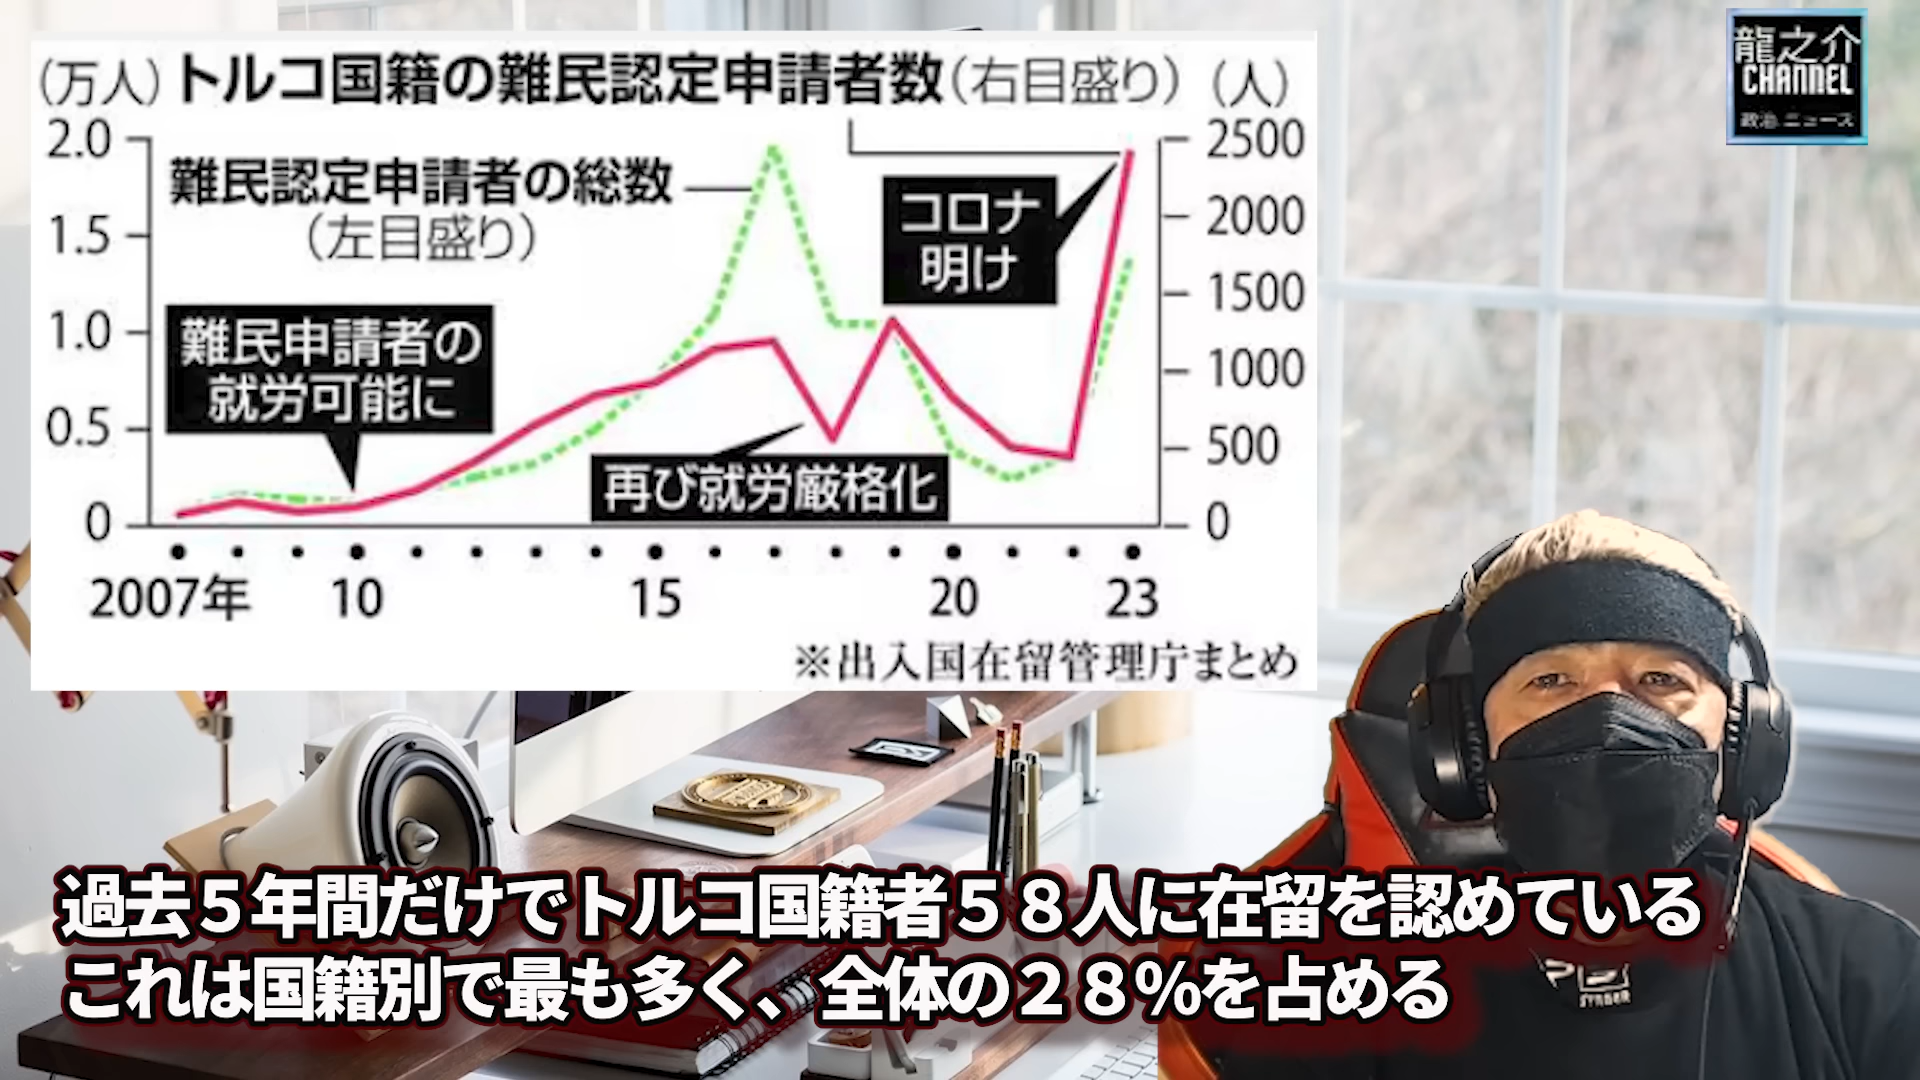 (万人) トルコ国籍の難民認定申請者数(右目盛り) (人)
難民認定申請者の総数
(左目盛り)
2.0
1.5
1.0
0.5
0
2500
2000
1500
1000
500
0
コロナ
明け
難民申請者の
就労可能に
再び就労厳格化
2007年 10 15 20 23
※出入国在留管理庁まとめ
龍之介
CHANNEL
政治 ニュース
過去５年間だけでトルコ国籍者５８人に在留を認めている
これは国籍別で最も多く、全体の２８％を占める